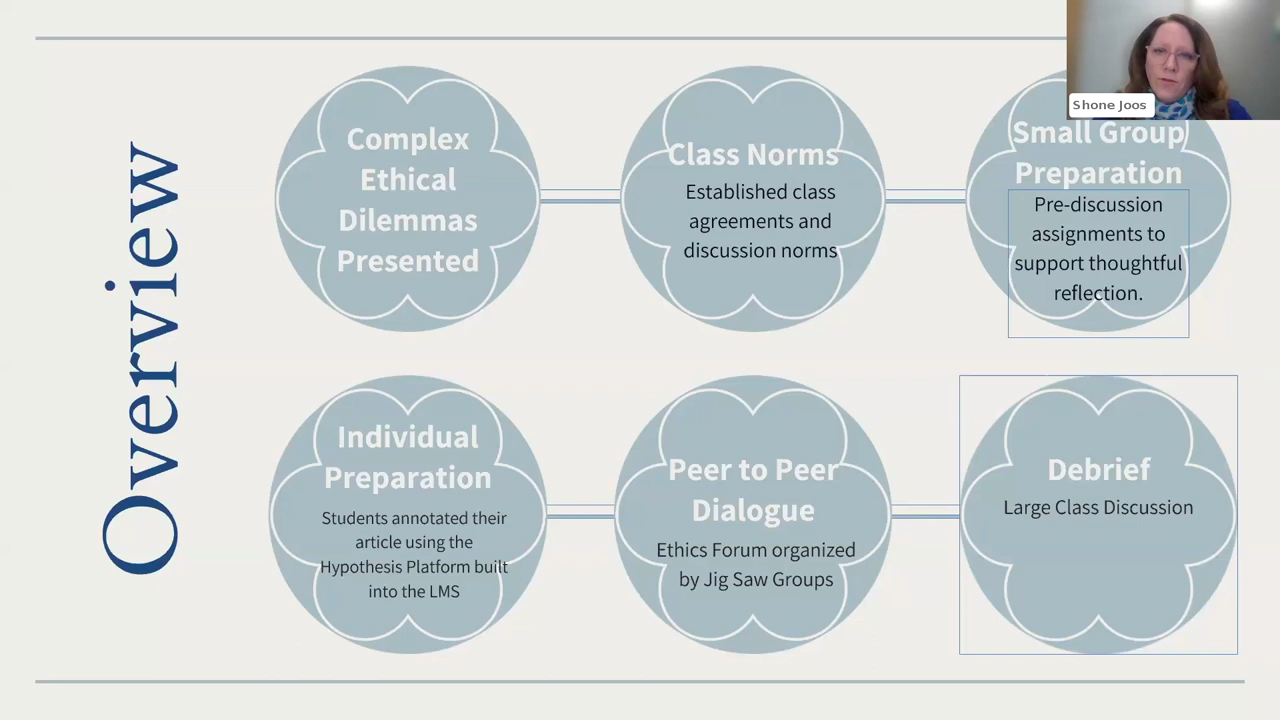 Overview
Complex
Ethical
Dilemmas
Presented
Class Norms
Established class
agreements and
discussion norms
Shone Joos
Small Group
Preparation
Pre-discussion
assignments to
support thoughtful
reflection.
Individual
Preparation
Students annotated their
article using the
Hypothesis Platform built
into the LMS
Peer to Peer
Dialogue
Ethics Forum organized
by Jig Saw Groups
Debrief
Large Class Discussion